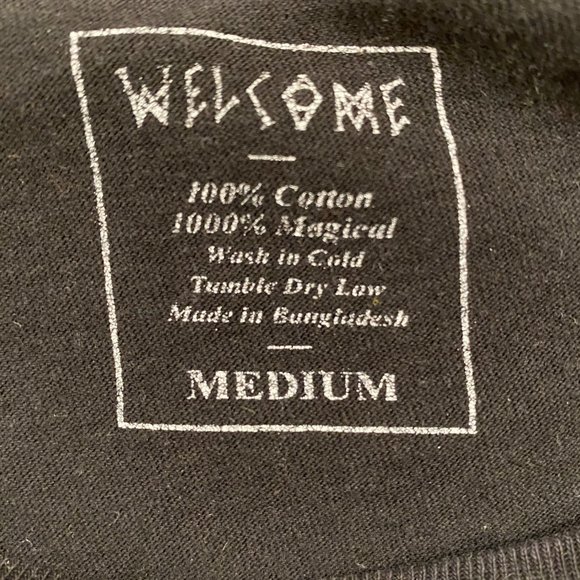 WELCOME
100% Cotton
1000% Magical
Wash in Cold
Tumble Dry Low
Made in Bangladesh
MEDIUM